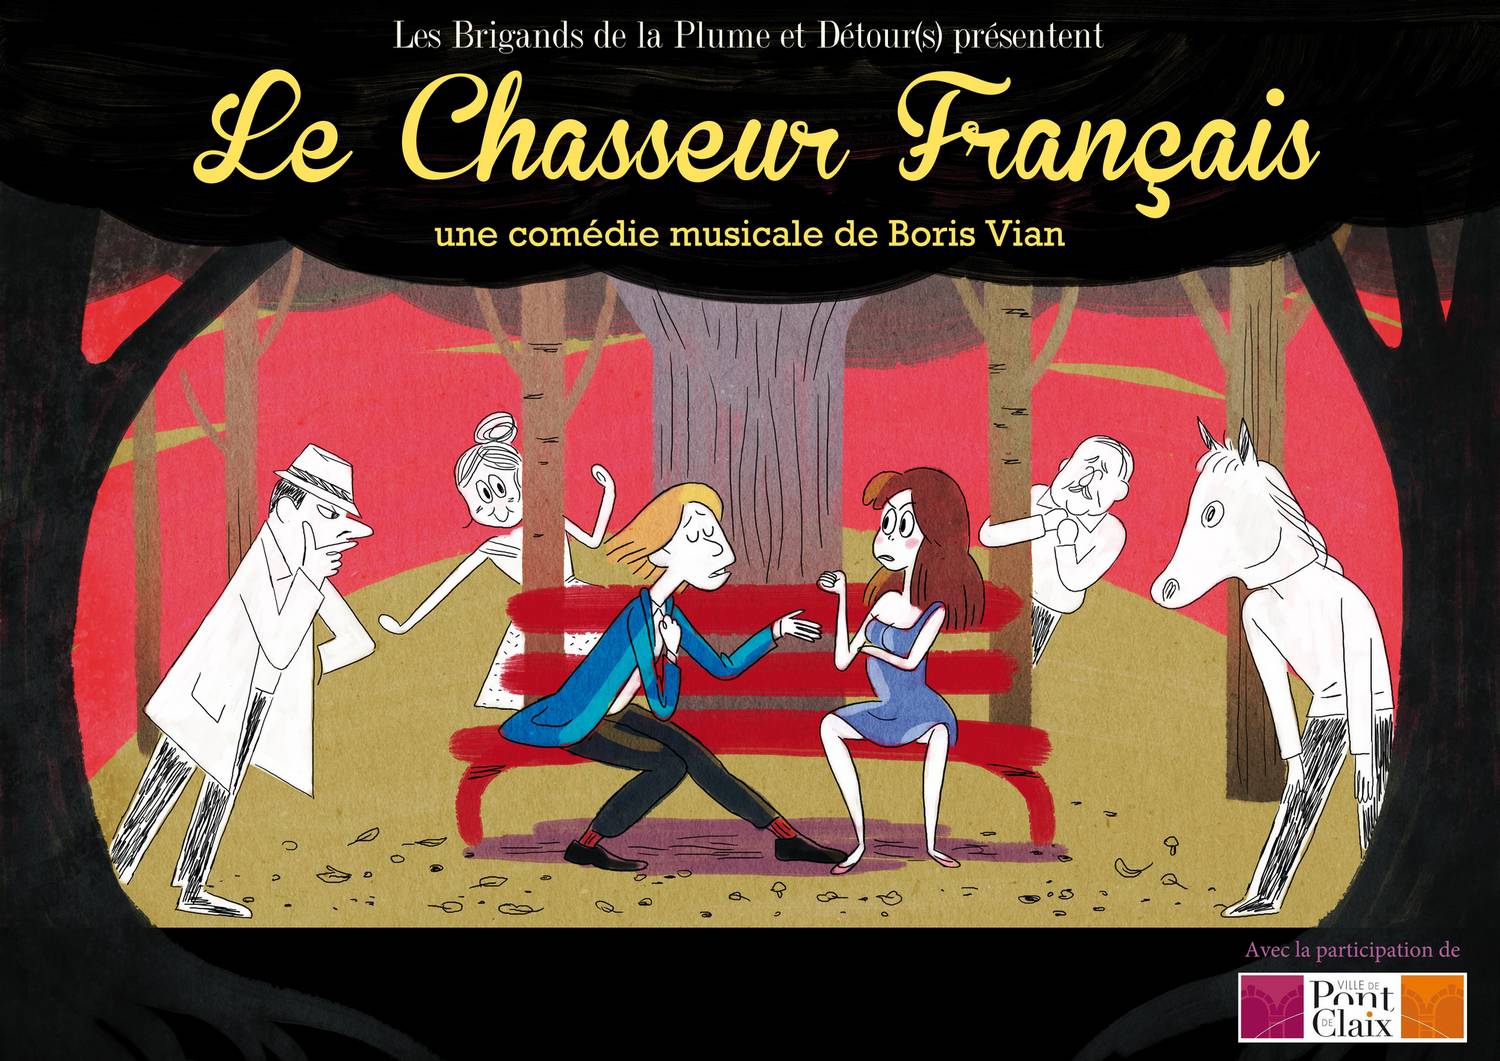 Les Brigands de la Plume et Détour(s) présentent
Le Chasseur Français
une comédie musicale de Boris Vian
Avec la participation de
VILLE DE
Pont
DE Claix